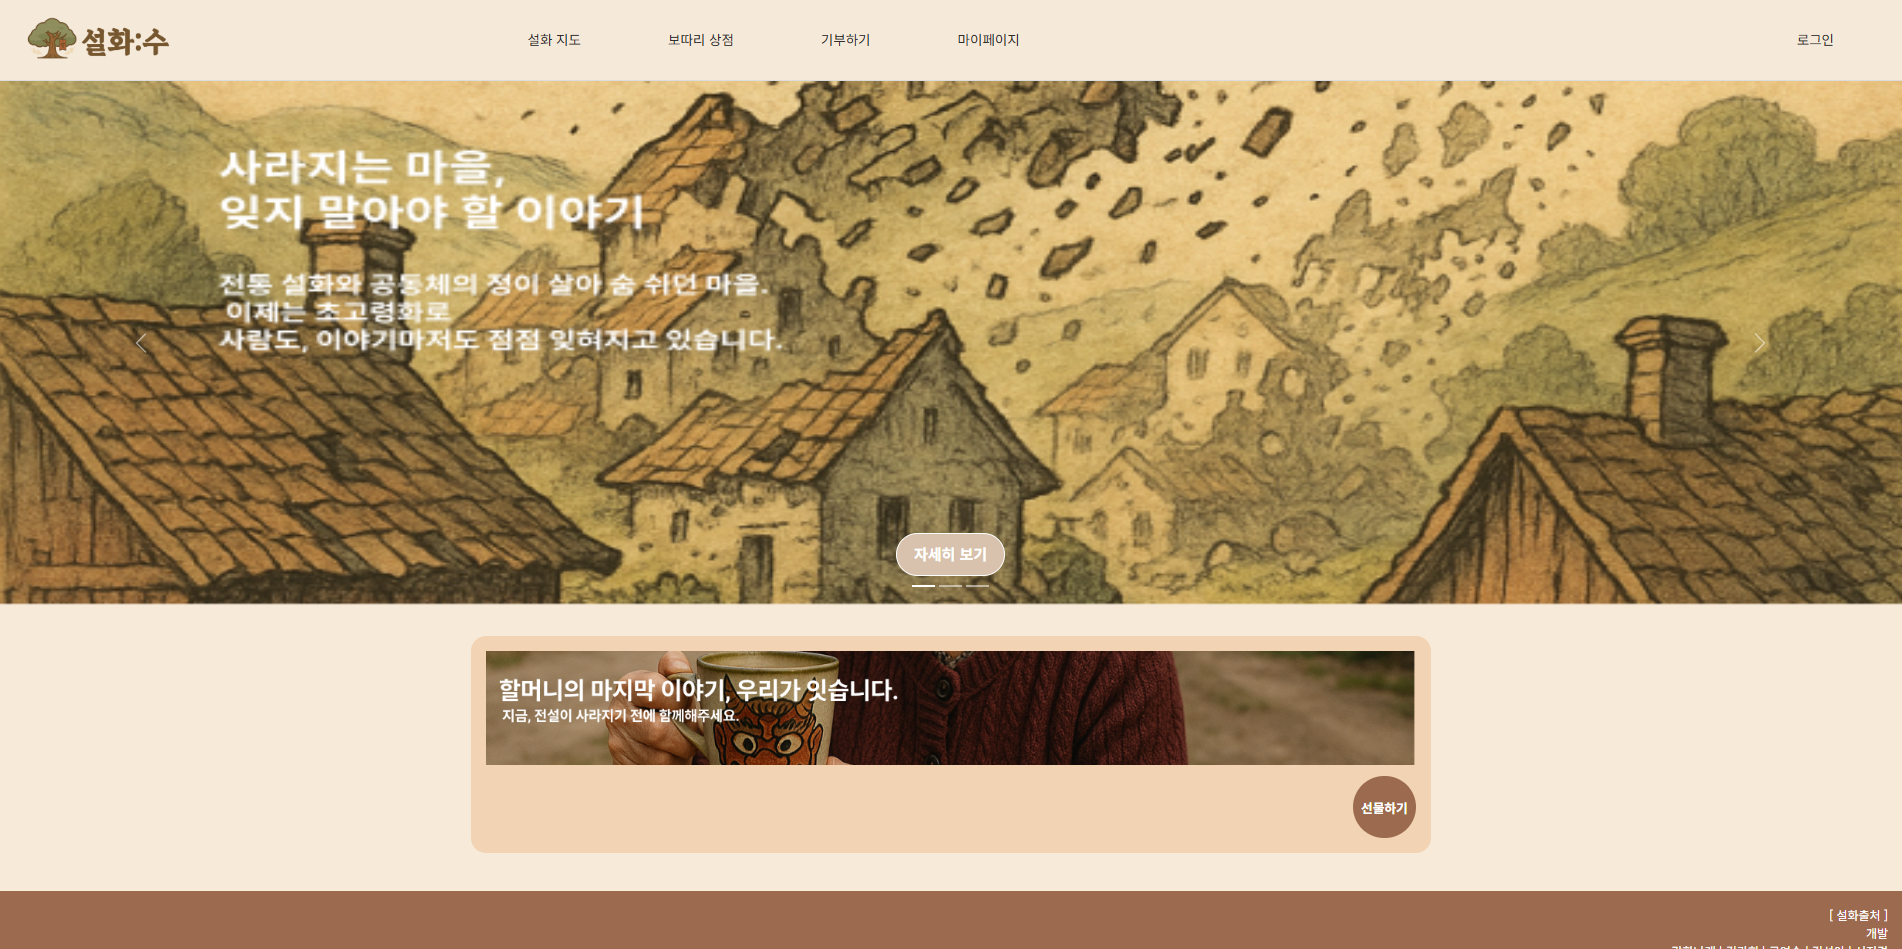 설화:수
설화 지도
보따리 상점
기부하기
마이페이지
로그인
사라지는 마을,
잊지 말아야 할 이야기
전통 설화와 공동체의 정이 살아 숨 쉬던 마을.
이제는 초고령화로
사람도, 이야기마저도 점점 잊혀지고 있습니다.
자세히 보기
할머니의 마지막 이야기, 우리가 잇습니다.
지금, 전설이 사라지기 전에 함께해주세요.
선물하기
[ 설화출처 ]
개발